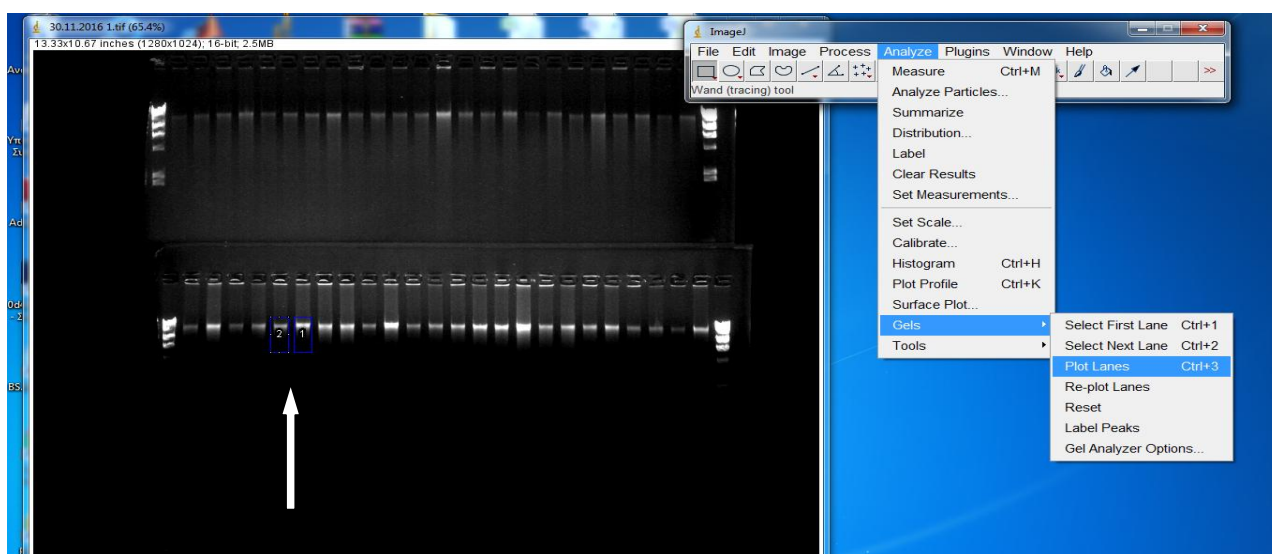 30.11.2016 1.tif (65.4%)
13.33x10.67 inches (1280x1024); 16-bit; 2.5MB
2 1
ImageJ
File Edit Image Process Analyze Plugins Window Help
>>
Wand (tracing) tool
Measure Ctrl+M
Analyze Particles...
Summarize
Distribution...
Label
Clear Results
Set Measurements...
Set Scale...
Calibrate...
Histogram Ctrl+H
Plot Profile Ctrl+K
Surface Plot...
Gels
Tools
Select First Lane Ctrl+1
Select Next Lane Ctrl+2
Plot Lanes Ctrl+3
Re-plot Lanes
Reset
Label Peaks
Gel Analyzer Options...